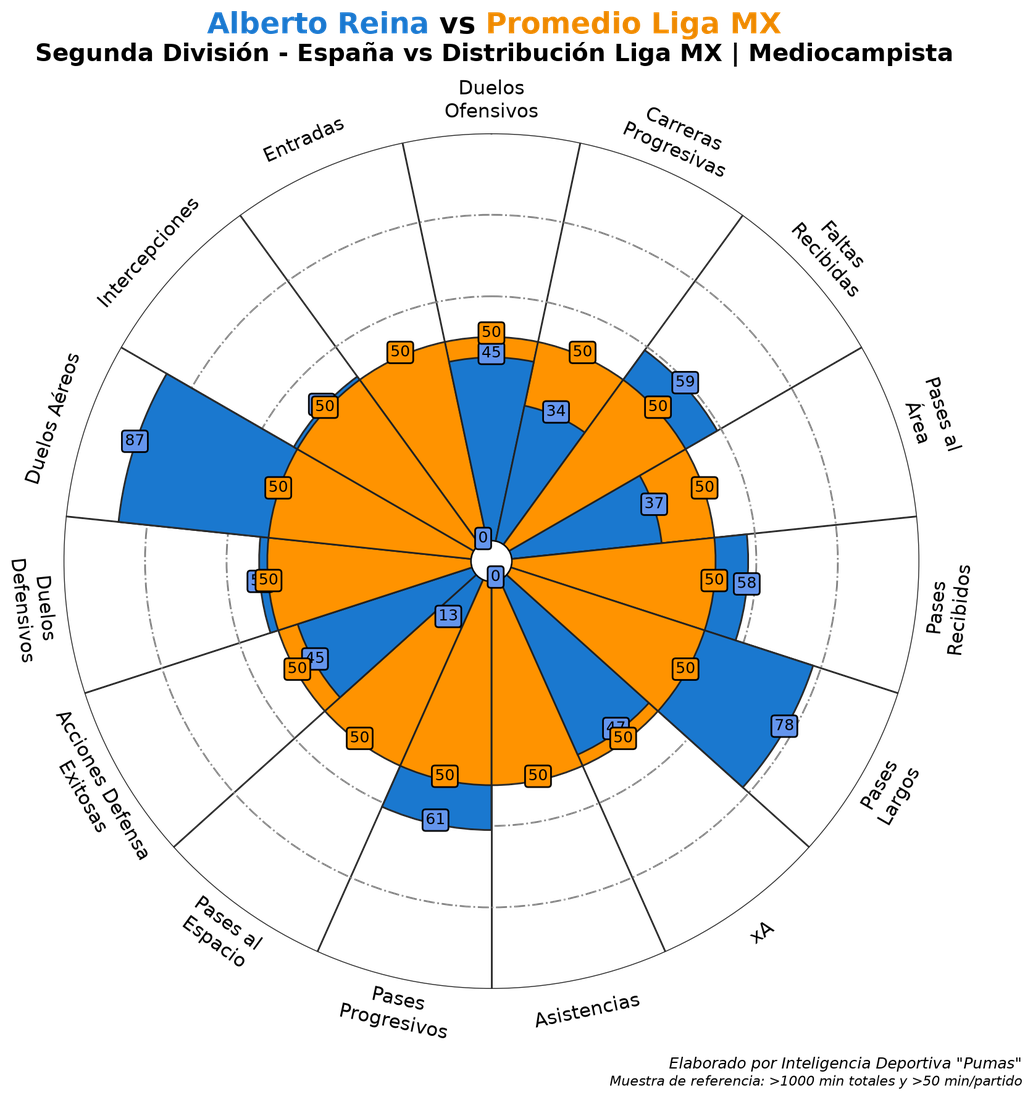 Alberto Reina vs Promedio Liga MX
Segunda División - España vs Distribución Liga MX | Mediocampista
Duelos
Ofensivos
Carreras
Progresivas
Faltas
Recibidas
Pases al
Área
Pases
Recibidos
Pases
Largos
xA
Asistencias
Pases
Progresivos
Pases al
Espacio
Acciones Defensa
Exitosas
Duelos
Defensivos
Duelos Aéreos
Intercepciones
Entradas
50
45
50
34
59
50
37
50
58
50
50
78
47
50
0
50
50
61
13
50
45
50
50
87
50
50
0
50
Elaborado por Inteligencia Deportiva "Pumas"
Muestra de referencia: >1000 min totales y >50 min/partido